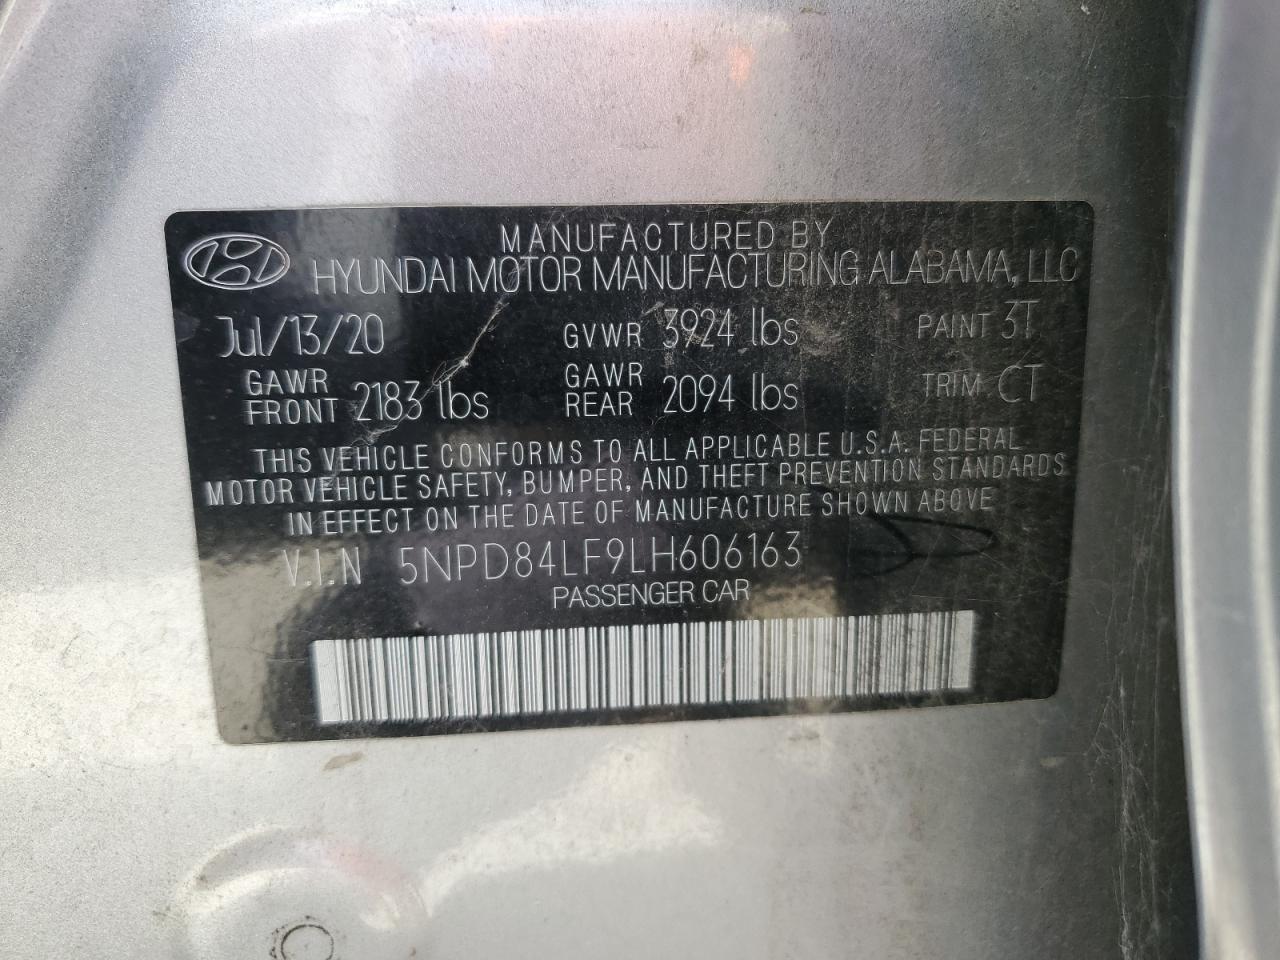 MANUFACTURED BY
HYUNDAI MOTOR MANUFACTURING ALABAMA, LLC
Jul/13/20 GVWR 3924 lbs PAINT 3T
GAWR FRONT 2183 lbs GAWR REAR 2094 lbs TRIM CT
THIS VEHICLE CONFORMS TO ALL APPLICABLE U.S.A. FEDERAL
MOTOR VEHICLE SAFETY, BUMPER, AND THEFT PREVENTION STANDARDS
IN EFFECT ON THE DATE OF MANUFACTURE SHOWN ABOVE
V.I.N 5NPD84LF9LH606163
PASSENGER CAR